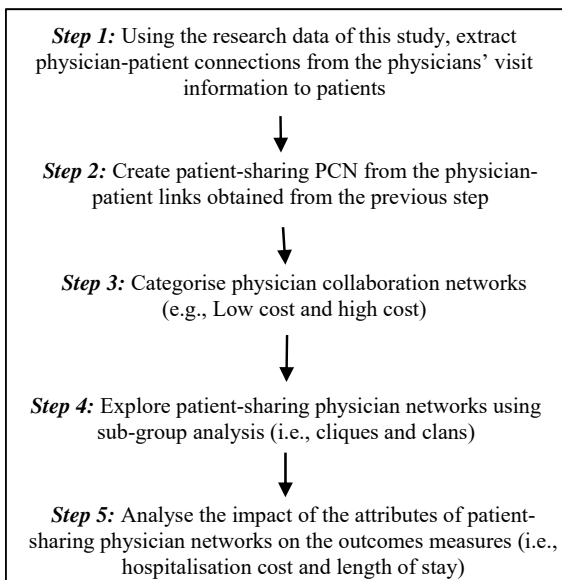 Step 1: Using the research data of this study, extract
physician-patient connections from the physicians’ visit
information to patients
Step 2: Create patient-sharing PCN from the physician-
patient links obtained from the previous step
Step 3: Categorise physician collaboration networks
(e.g., Low cost and high cost)
Step 4: Explore patient-sharing physician networks using
sub-group analysis (i.e., cliques and clans)
Step 5: Analyse the impact of the attributes of patient-
sharing physician networks on the outcomes measures (i.e.,
hospitalisation cost and length of stay)